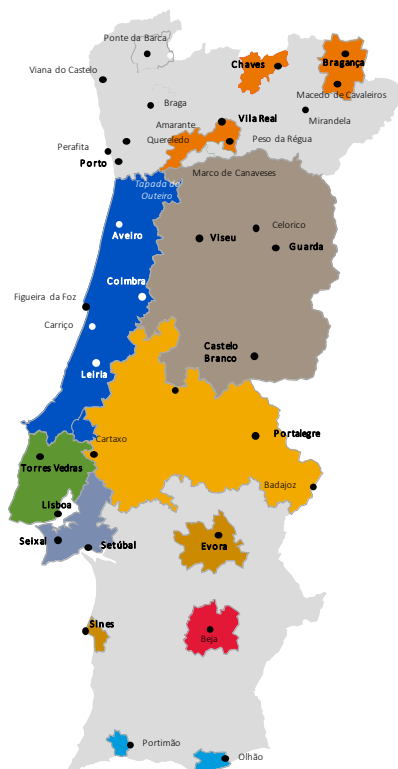 Ponte da Barca
Chaves
Bragança
Viana do Castelo
Macedo de Cavaleiros
Braga
Mirandela
Vila Real
Amarante
Quereledo
Peso da Régua
Perafita
Porto
Marco de Canaveses
Tapada do
Outeiro
Celorico
Aveiro
Viseu
Guarda
Coimbra
Figueira da Foz
Carriço
Castelo
Branco
Leiria
Portalegre
Cartaxo
Torres Vedras
Badajoz
Lisboa
Seixal
Setúbal
Evora
Sines
Beja
Portimão
Olhão